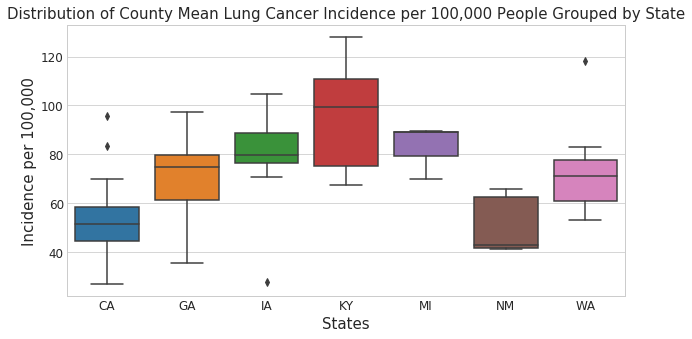 Distribution of County Mean Lung Cancer Incidence per 100,000 People Grouped by State
Incidence per 100,000
120
100
80
60
40
CA GA IA KY MI NM WA
States